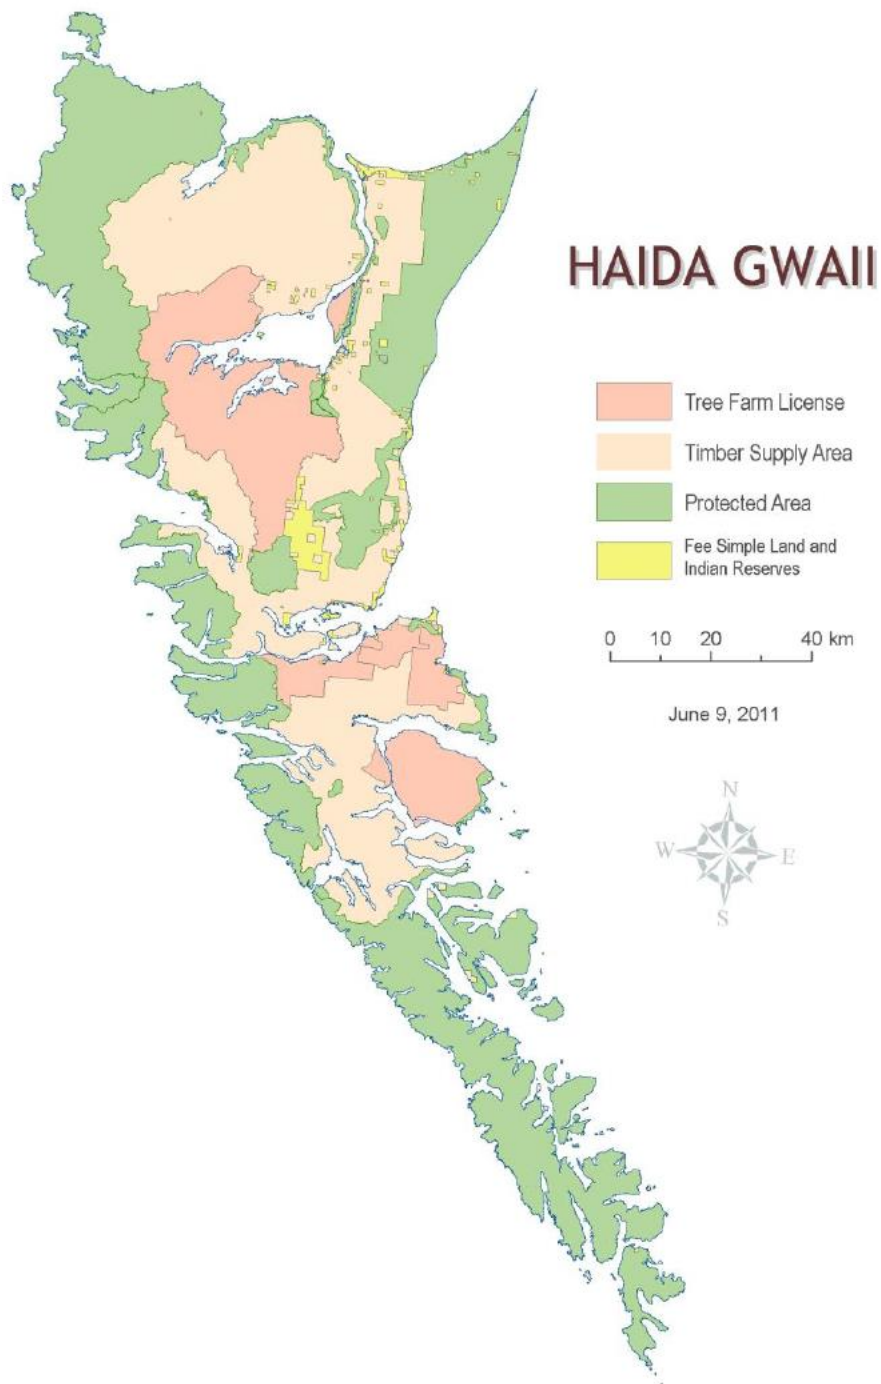 HAIDA GWAII
Tree Farm License
Timber Supply Area
Protected Area
Fee Simple Land and
Indian Reserves
0 10 20 40 km
June 9, 2011
N
W E
S